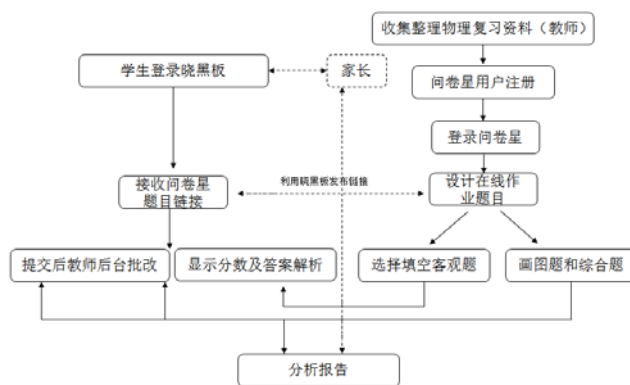 收集整理物理复习资料（教师）
学生登录晓黑板
家长
问卷星用户注册
登录问卷星
利用晓黑板发布链接
接收问卷星
题目链接
设计在线作
业题目
提交后教师后台批改
显示分数及答案解析
选择填空客观题
画图题和综合题
分析报告